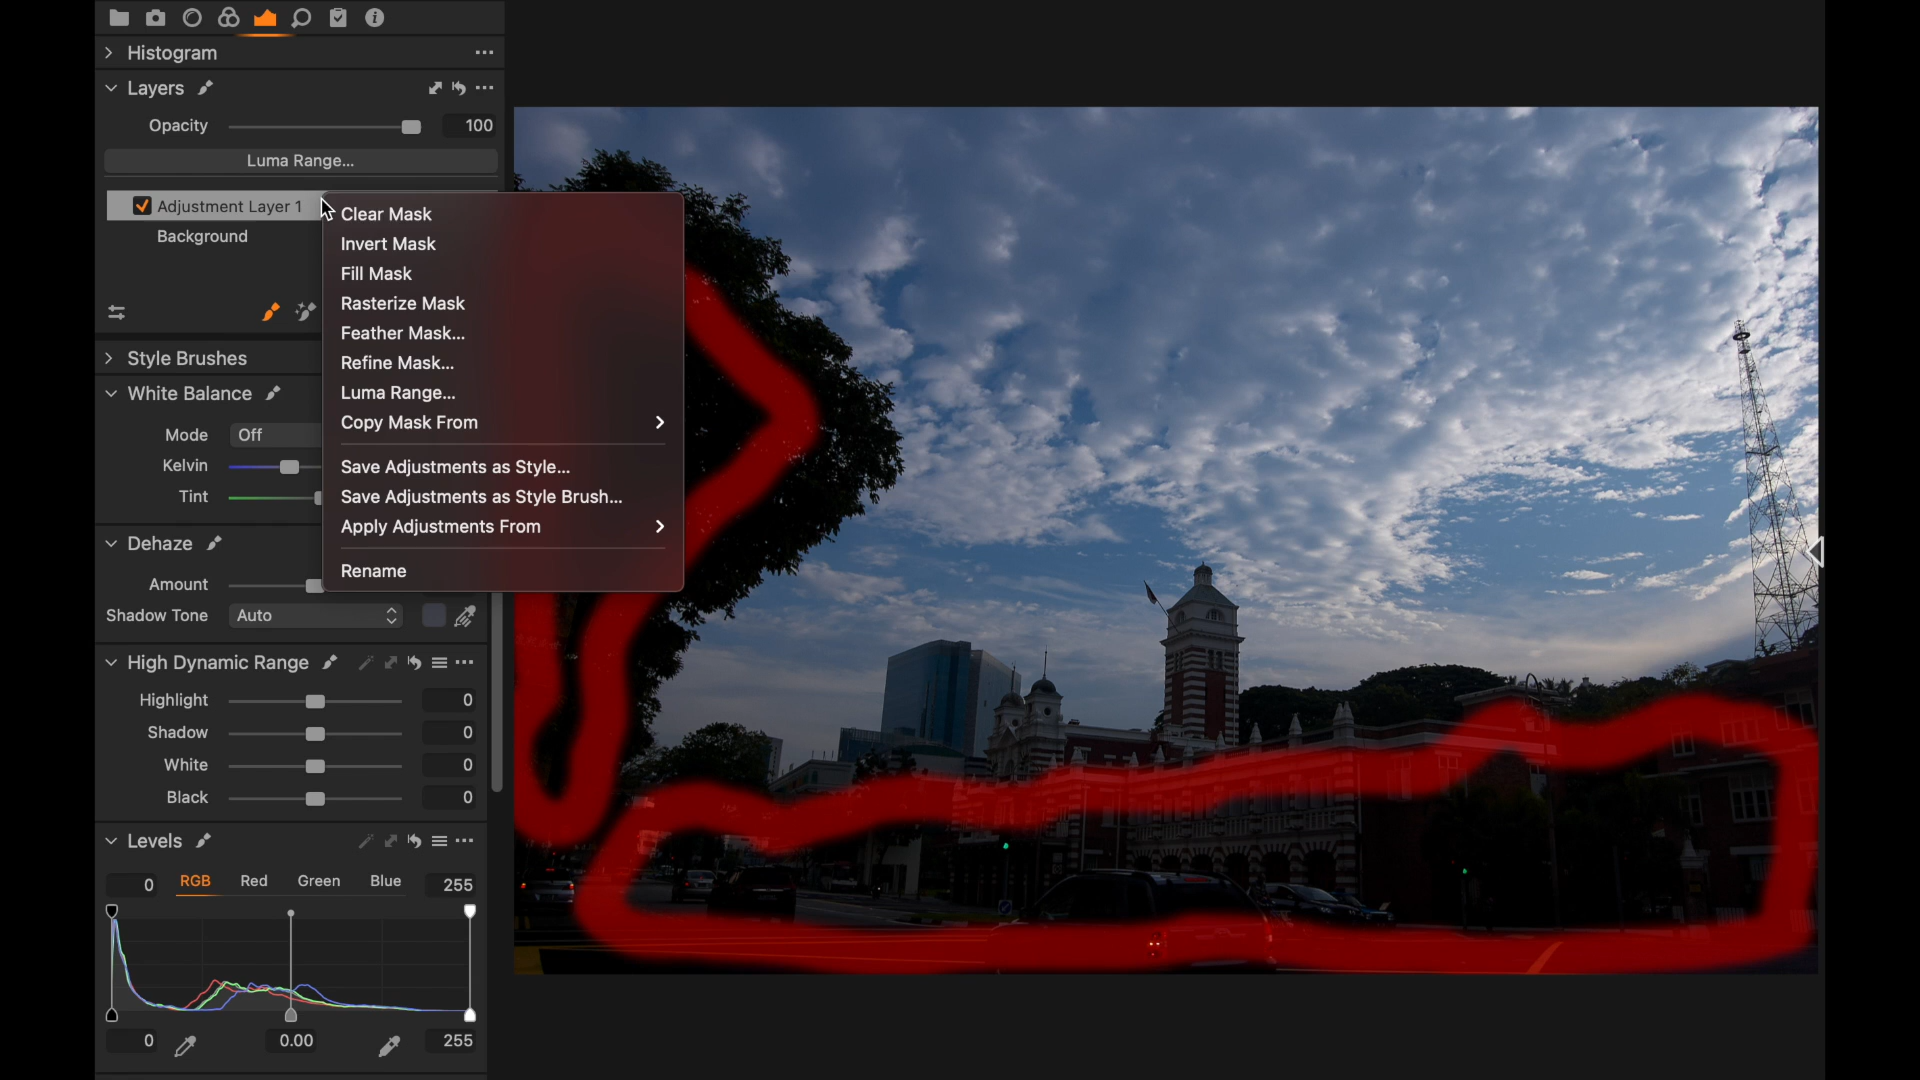 Histogram
Layers
Opacity 100
Luma Range...
Adjustment Layer 1
Background
Clear Mask
Invert Mask
Fill Mask
Rasterize Mask
Feather Mask...
Refine Mask...
Luma Range...
Copy Mask From
Save Adjustments as Style...
Save Adjustments as Style Brush...
Apply Adjustments From
Rename
Style Brushes
White Balance
Mode Off
Kelvin
Tint
Dehaze
Amount
Shadow Tone Auto
High Dynamic Range
Highlight 0
Shadow 0
White 0
Black 0
Levels
0 RGB Red Green Blue 255
0 0.00 255